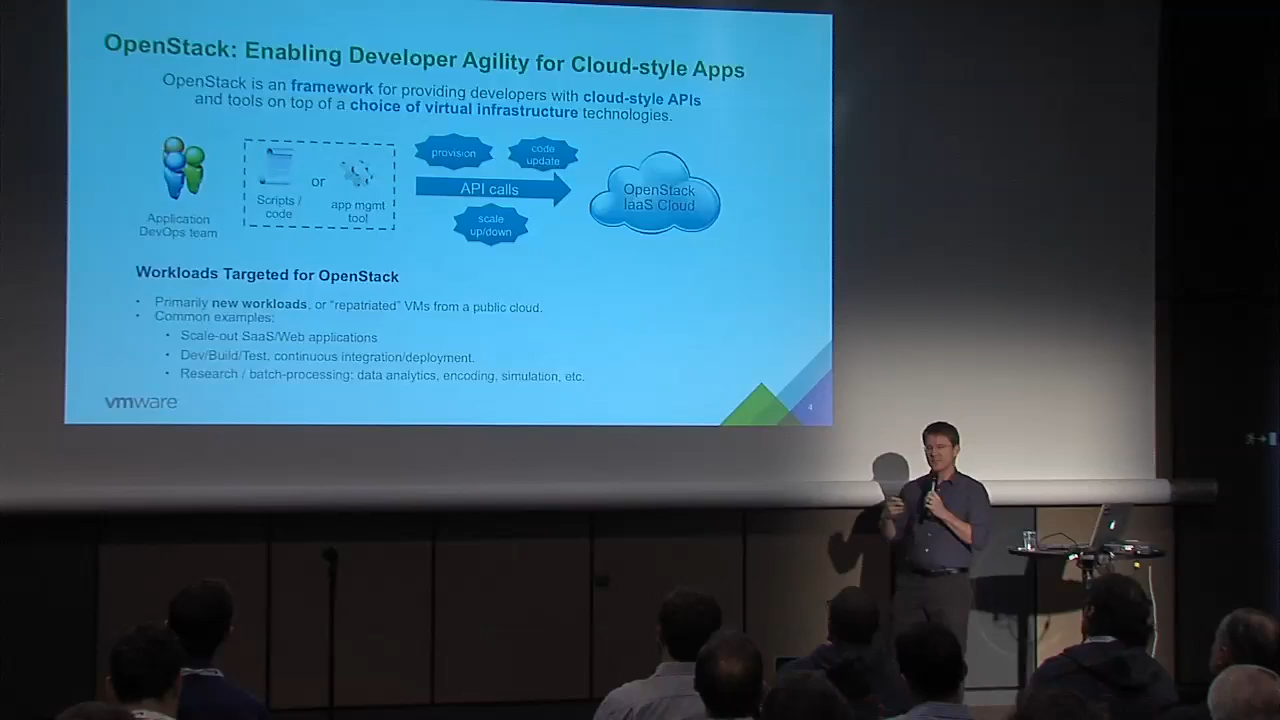 OpenStack: Enabling Developer Agility for Cloud-style Apps
OpenStack is an framework for providing developers with cloud-style APIs
and tools on top of a choice of virtual infrastructure technologies.
Application
DevOps team
Scripts /
code
or
app mgmt
tool
provision
code
update
API calls
scale
up/down
OpenStack
IaaS Cloud
Workloads Targeted for OpenStack
• Primarily new workloads, or “repatriated” VMs from a public cloud.
• Common examples:
• Scale-out SaaS/Web applications
• Dev/Build/Test, continuous integration/deployment.
• Research / batch-processing: data analytics, encoding, simulation, etc.
vmware
4